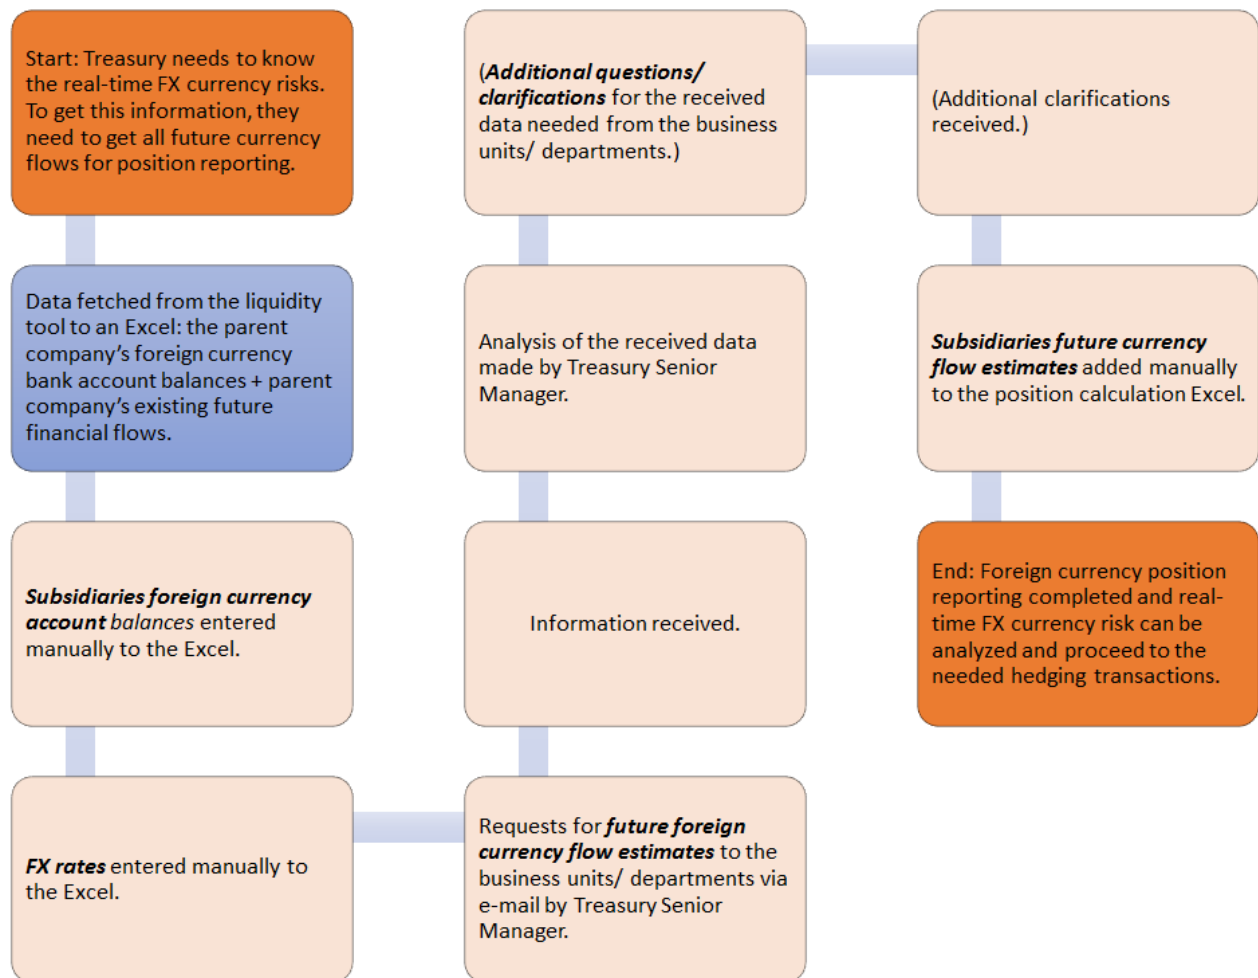 Start: Treasury needs to know
the real-time FX currency risks.
To get this information, they
need to get all future currency
flows for position reporting.
Data fetched from the liquidity
tool to an Excel: the parent
company's foreign currency
bank account balances + parent
company's existing future
financial flows.
Subsidiaries foreign currency
account balances entered
manually to the Excel.
FX rates entered manually to
the Excel.
Requests for future foreign
currency flow estimates to the
business units/ departments via
e-mail by Treasury Senior
Manager.
Information received.
Analysis of the received data
made by Treasury Senior
Manager.
(Additional questions/
clarifications for the received
data needed from the business
units/ departments.)
(Additional clarifications
received.)
Subsidiaries future currency
flow estimates added manually
to the position calculation Excel.
End: Foreign currency position
reporting completed and real-
time FX currency risk can be
analyzed and proceed to the
needed hedging transactions.